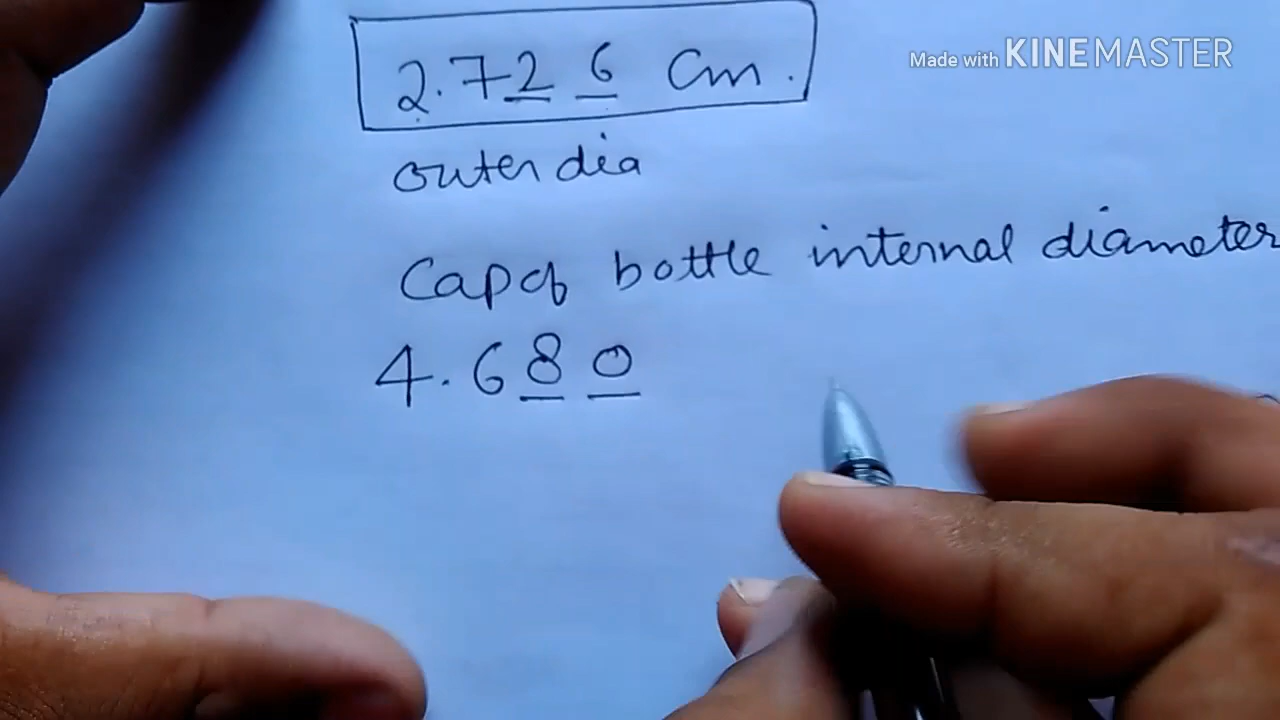 Made with KINEMASTER
2.726 cm.
outer dia
Cap of bottle internal diameter
4.680